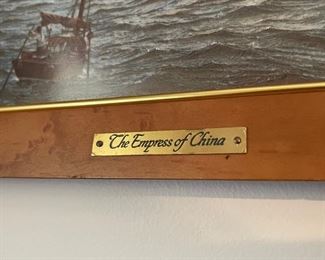 The Empress of China